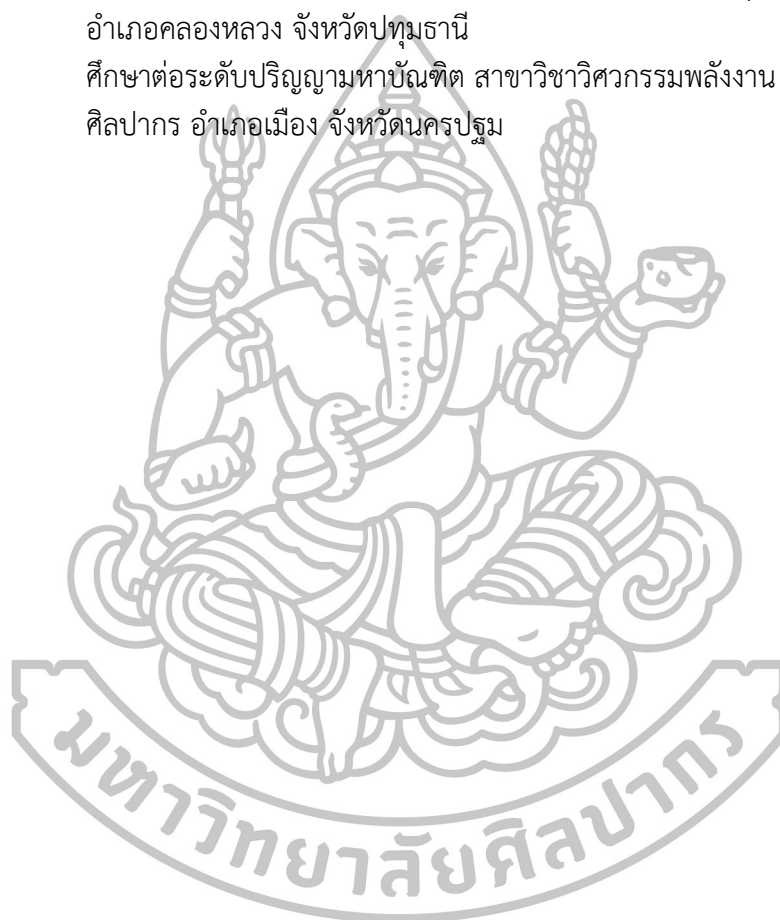 อำเภอคลองหลวง จังหวัดปทุมธานี
ศึกษาต่อระดับปริญญามหาบัณฑิต สาขาวิชาวิศวกรรมพลังงาน
ศิลปากร อำเภอเมือง จังหวัดนครปฐม
มหาวิทยาลัยศิลปากร